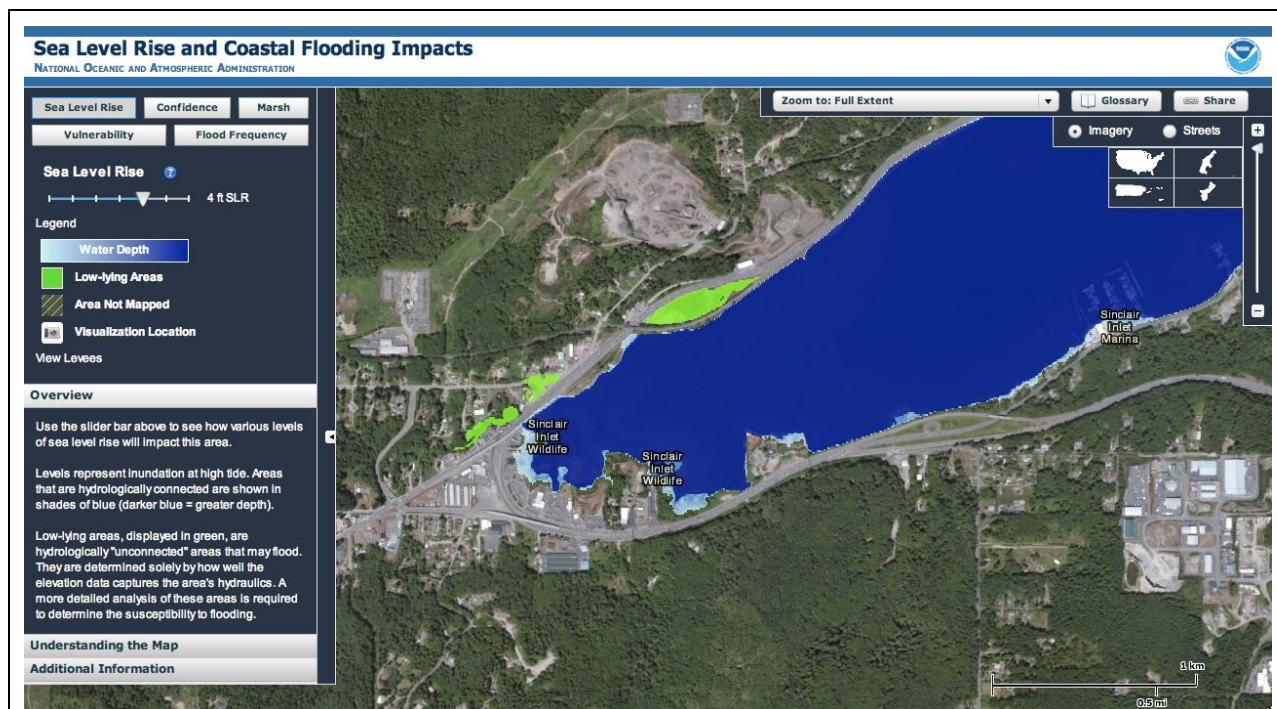 Sea Level Rise and Coastal Flooding Impacts
NATIONAL OCEANIC AND ATMOSPHERIC ADMINISTRATION
Sea Level Rise
Confidence
Marsh
Vulnerability
Flood Frequency
Sea Level Rise ?
4 ft SLR
Legend
Water Depth
Low-lying Areas
Area Not Mapped
Visualization Location
View Levees
Overview
Use the slider bar above to see how various levels
of sea level rise will impact this area.
Levels represent inundation at high tide. Areas
that are hydrologically connected are shown in
shades of blue (darker blue = greater depth).
Low-lying areas, displayed in green, are
hydrologically "unconnected" areas that may flood.
They are determined solely by how well the
elevation data captures the area's hydraulics. A
more detailed analysis of these areas is required
to determine the susceptibility to flooding.
Understanding the Map
Additional Information
Zoom to: Full Extent
Glossary
Share
Imagery
Streets
Sinclair
Inlet
Marina
Sinclair
Inlet
Wildlife
Sinclair
Inlet
Wildlife
1 km
0.5 mi